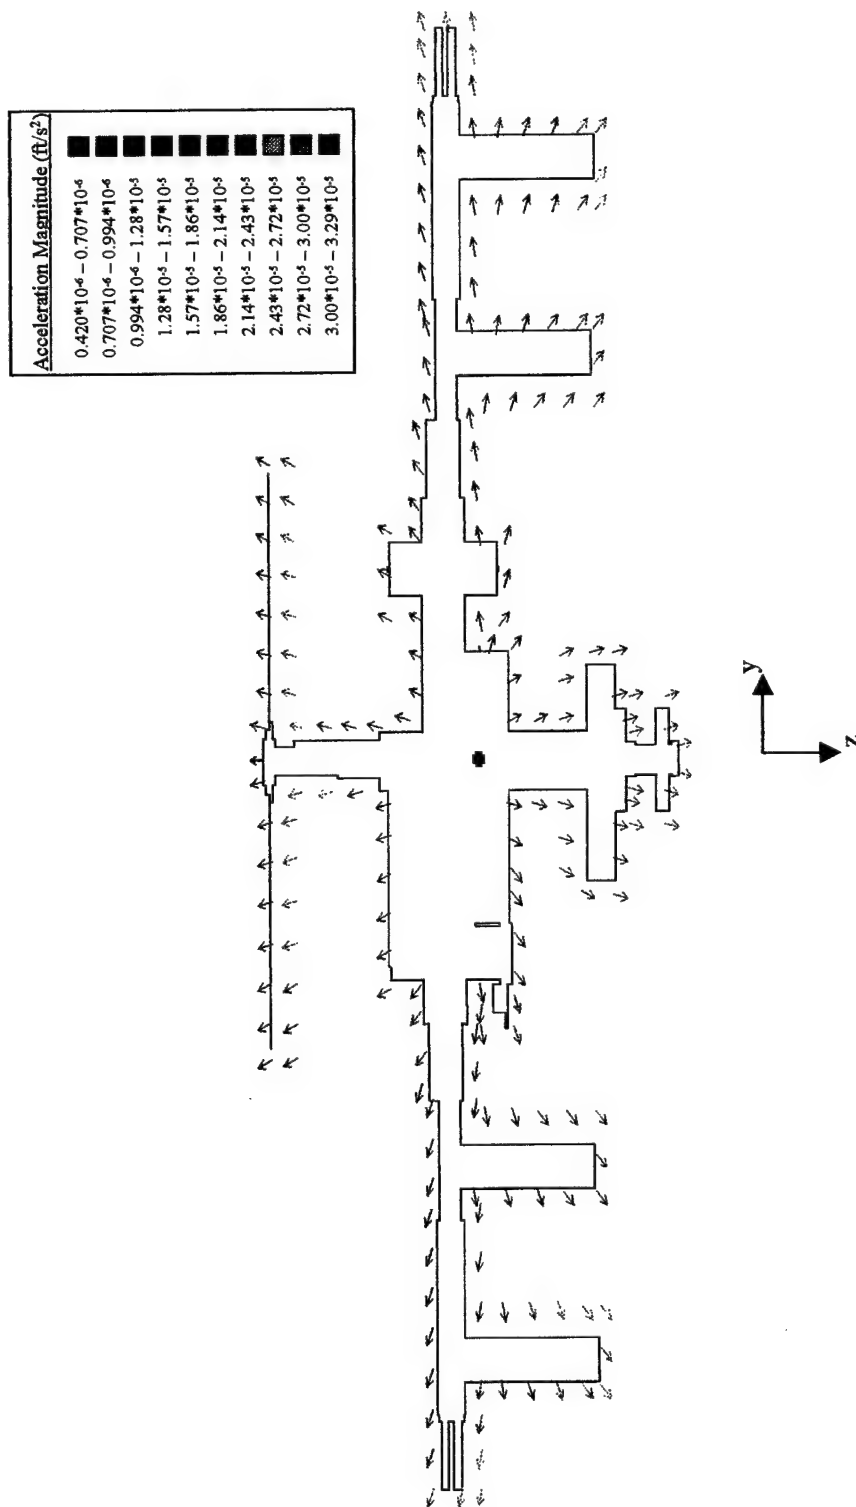 Acceleration Magnitude (ft/s²)
0.420*10⁻⁶ – 0.707*10⁻⁶
0.707*10⁻⁶ – 0.994*10⁻⁶
0.994*10⁻⁶ – 1.28*10⁻⁵
1.28*10⁻⁵ – 1.57*10⁻⁵
1.57*10⁻⁵ – 1.86*10⁻⁵
1.86*10⁻⁵ – 2.14*10⁻⁵
2.14*10⁻⁵ – 2.43*10⁻⁵
2.43*10⁻⁵ – 2.72*10⁻⁵
2.72*10⁻⁵ – 3.00*10⁻⁵
3.00*10⁻⁵ – 3.29*10⁻⁵
y
z